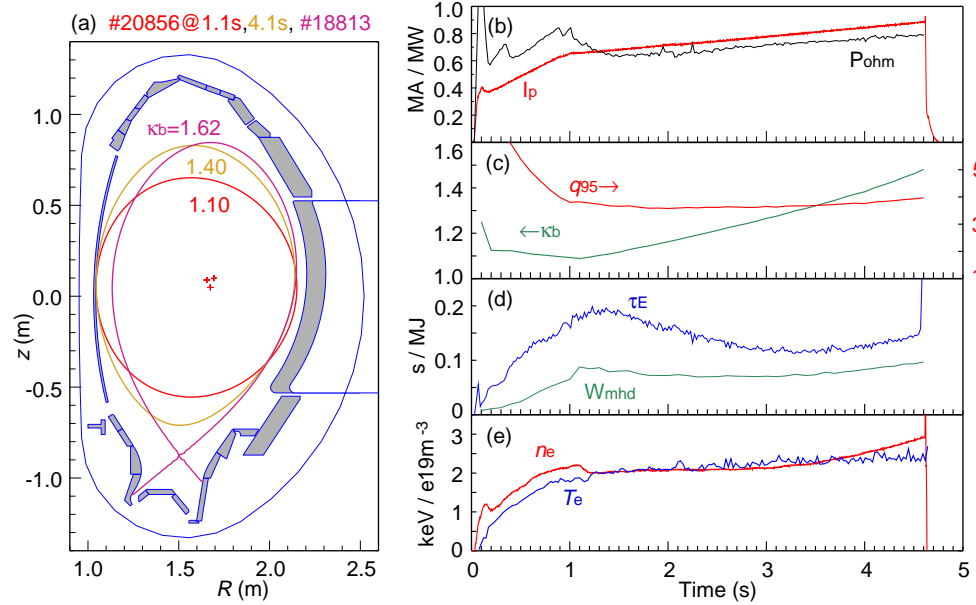 (a) #20856@1.1s,4.1s, #18813
κb=1.62
1.40
1.10
1.0
0.5
0.0
-0.5
-1.0
z (m)
1.0 1.5 2.0 2.5
R (m)
(b)
0.8
0.6
0.4
0.2
MA / MW
Ip
Pohm
(c)
1.6
1.4
1.2
1.0
q95→
←κb
5
3
1
(d)
0.2
0.1
0
s / MJ
τE
Wmhd
(e)
3
2
1
0
keV / e19m-3
ne
Te
0 1 2 3 4 5
Time (s)